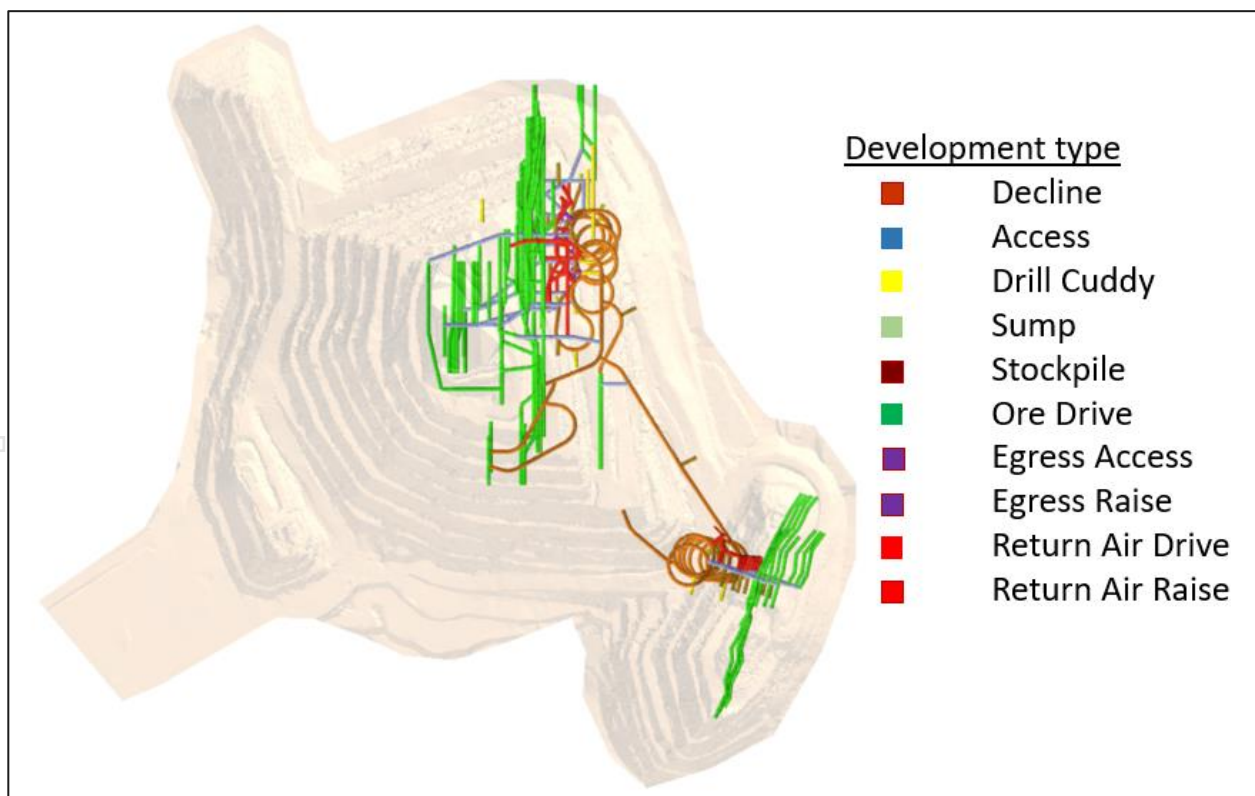 Development type
Decline
Access
Drill Cuddy
Sump
Stockpile
Ore Drive
Egress Access
Egress Raise
Return Air Drive
Return Air Raise